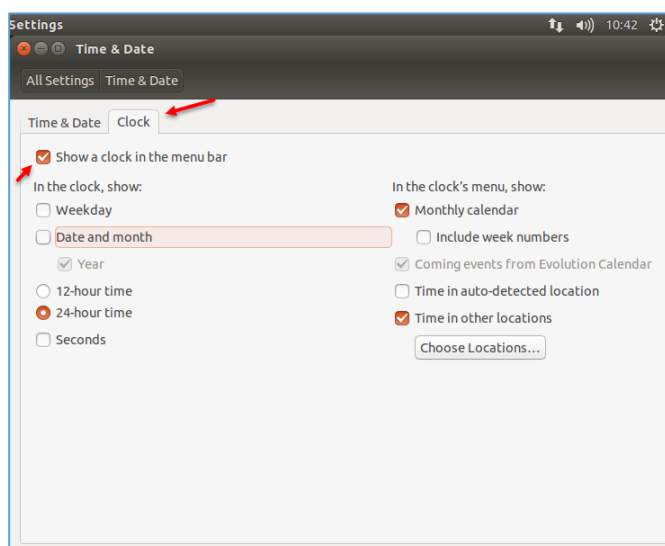 Settings 10:42
Time & Date
All Settings Time & Date
Time & Date Clock
Show a clock in the menu bar
In the clock, show:
Weekday
Date and month
Year
12-hour time
24-hour time
Seconds
In the clock's menu, show:
Monthly calendar
Include week numbers
Coming events from Evolution Calendar
Time in auto-detected location
Time in other locations
Choose Locations...